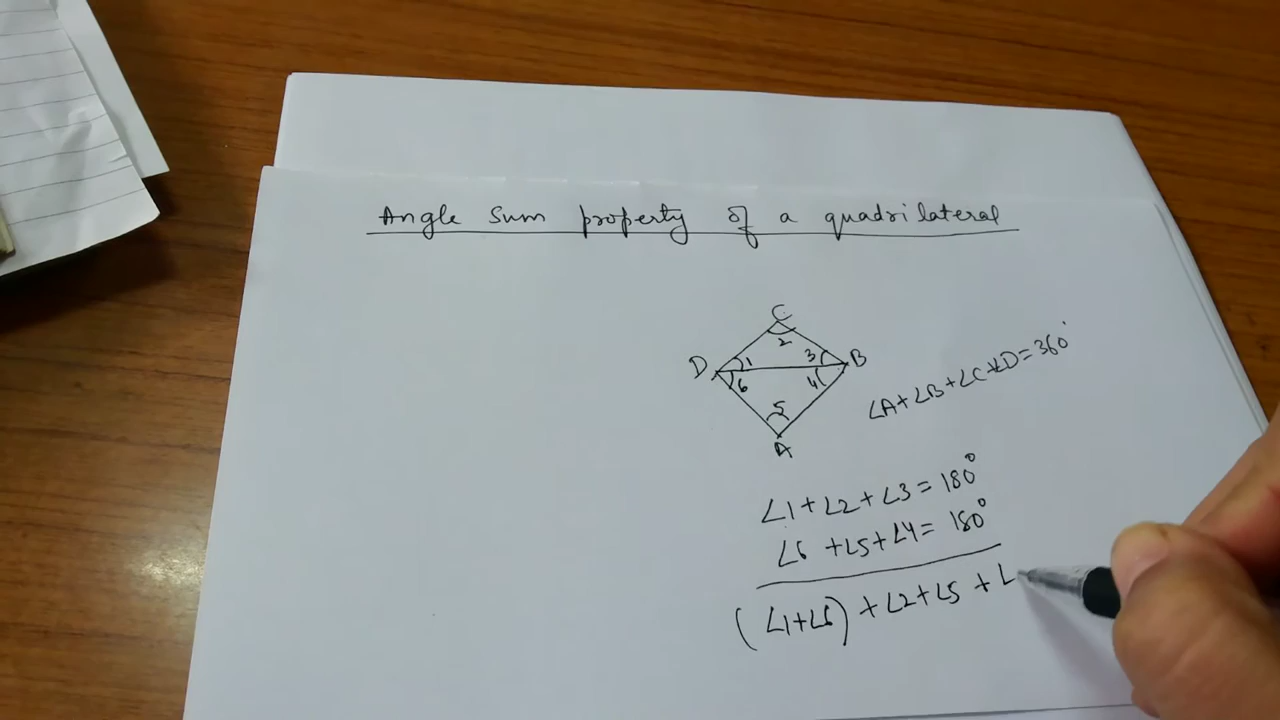 Angle Sum property of a quadrilateral
C
2
D 1 3 B
6 4
5
A
∠A+∠B+∠C+∠D=360°
∠1+∠2+∠3=180°
∠6+∠5+∠4=180°
(∠1+∠6)+∠2+∠5+∠